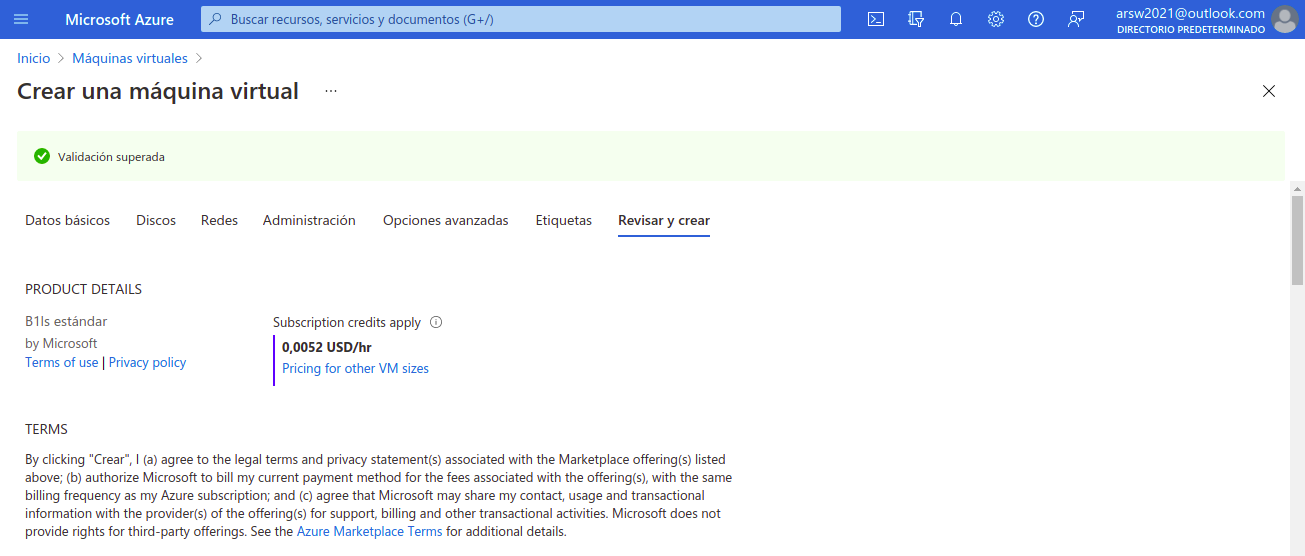 Microsoft Azure
Buscar recursos, servicios y documentos (G+/)
arsw2021@outlook.com
DIRECTORIO PREDETERMINADO
Inicio > Máquinas virtuales >
Crear una máquina virtual ...
Validación superada
Datos básicos Discos Redes Administración Opciones avanzadas Etiquetas Revisar y crear
PRODUCT DETAILS
B1ls estándar
by Microsoft
Terms of use | Privacy policy
Subscription credits apply
0,0052 USD/hr
Pricing for other VM sizes
TERMS
By clicking "Crear", I (a) agree to the legal terms and privacy statement(s) associated with the Marketplace offering(s) listed
above; (b) authorize Microsoft to bill my current payment method for the fees associated with the offering(s), with the same
billing frequency as my Azure subscription; and (c) agree that Microsoft may share my contact, usage and transactional
information with the provider(s) of the offering(s) for support, billing and other transactional activities. Microsoft does not
provide rights for third-party offerings. See the Azure Marketplace Terms for additional details.